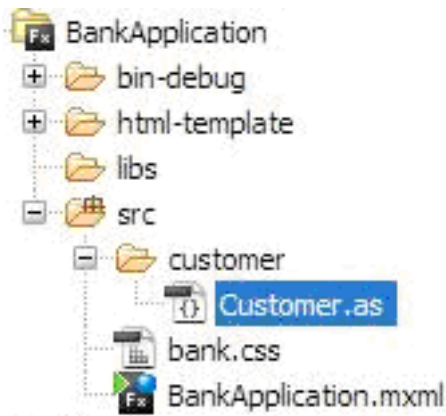 BankApplication
bin-debug
html-template
libs
src
customer
Customer.as
bank.css
BankApplication.mxml